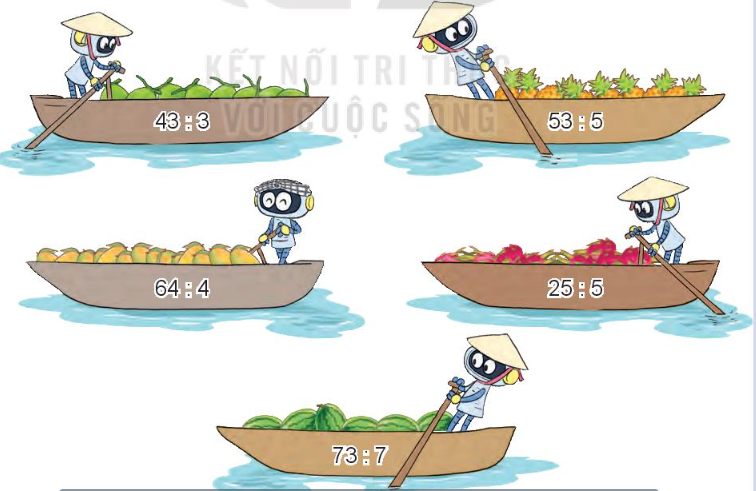 KẾT NỐI TRI THỨC
VỚI CUỘC SỐNG
43 : 3
53 : 5
64 : 4
25 : 5
73 : 7